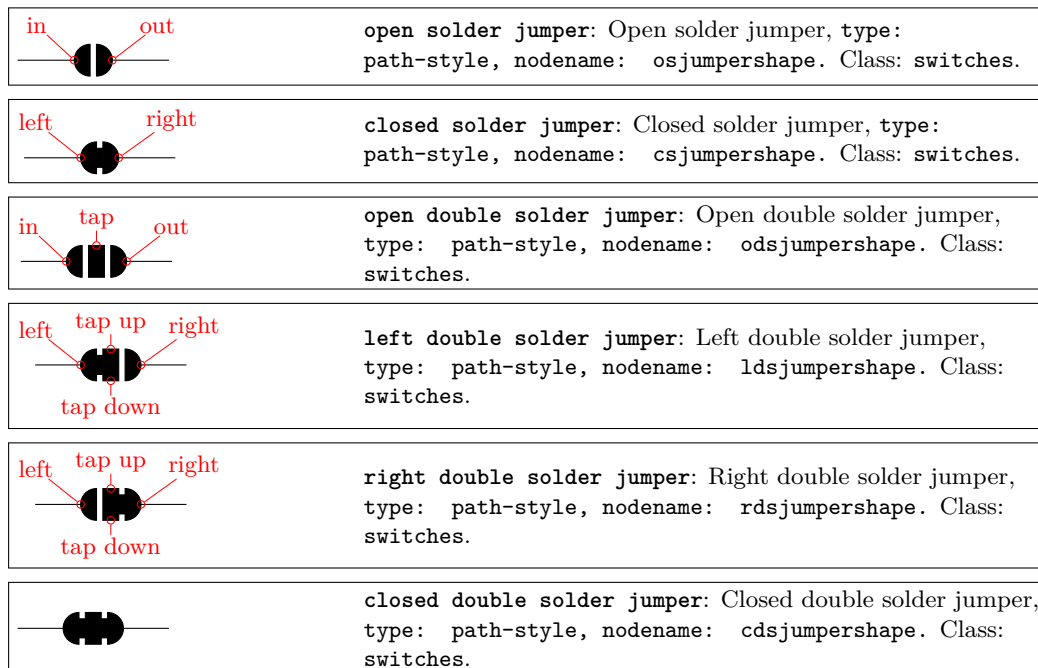 in out
open solder jumper: Open solder jumper, type:
path-style, nodename: osjumpershape. Class: switches.
left right
closed solder jumper: Closed solder jumper, type:
path-style, nodename: csjumpershape. Class: switches.
tap
in out
open double solder jumper: Open double solder jumper,
type: path-style, nodename: odsjumpershape. Class:
switches.
tap up
left right
tap down
left double solder jumper: Left double solder jumper,
type: path-style, nodename: ldsjumpershape. Class:
switches.
tap up
left right
tap down
right double solder jumper: Right double solder jumper,
type: path-style, nodename: rdsjumpershape. Class:
switches.
closed double solder jumper: Closed double solder jumper,
type: path-style, nodename: cdsjumpershape. Class:
switches.